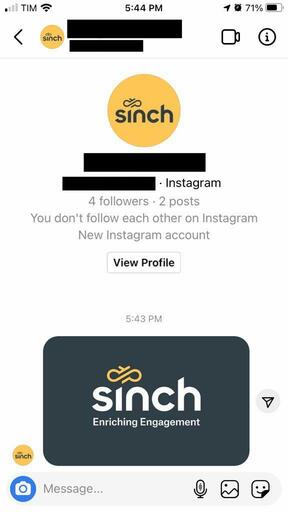 TIM 5:44 PM 71%
sinch
sinch
· Instagram
4 followers · 2 posts
You don't follow each other on Instagram
New Instagram account
View Profile
5:43 PM
sinch
Enriching Engagement
sinch
Message...